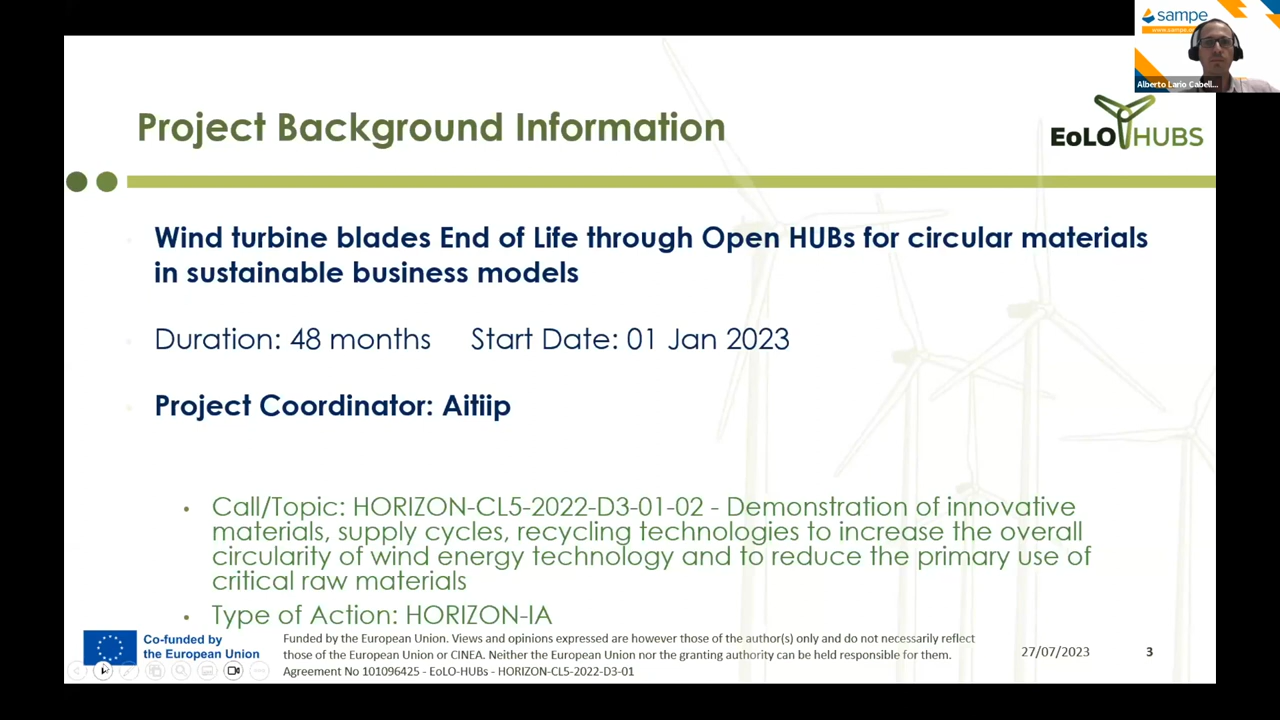 sampe
Alberto Lario Cabell...
Project Background Information
EoLO HUBS
Wind turbine blades End of Life through Open HUBs for circular materials
in sustainable business models
Duration: 48 months Start Date: 01 Jan 2023
Project Coordinator: Aitiip
• Call/Topic: HORIZON-CL5-2022-D3-01-02 - Demonstration of innovative
materials, supply cycles, recycling technologies to increase the overall
circularity of wind energy technology and to reduce the primary use of
critical raw materials
• Type of Action: HORIZON-IA
Co-funded by
the European Union
Funded by the European Union. Views and opinions expressed are however those of the author(s) only and do not necessarily reflect
those of the European Union or CINEA. Neither the European Union nor the granting authority can be held responsible for them.
Agreement No 101096425 - EoLO-HUBs - HORIZON-CL5-2022-D3-01
27/07/2023 3